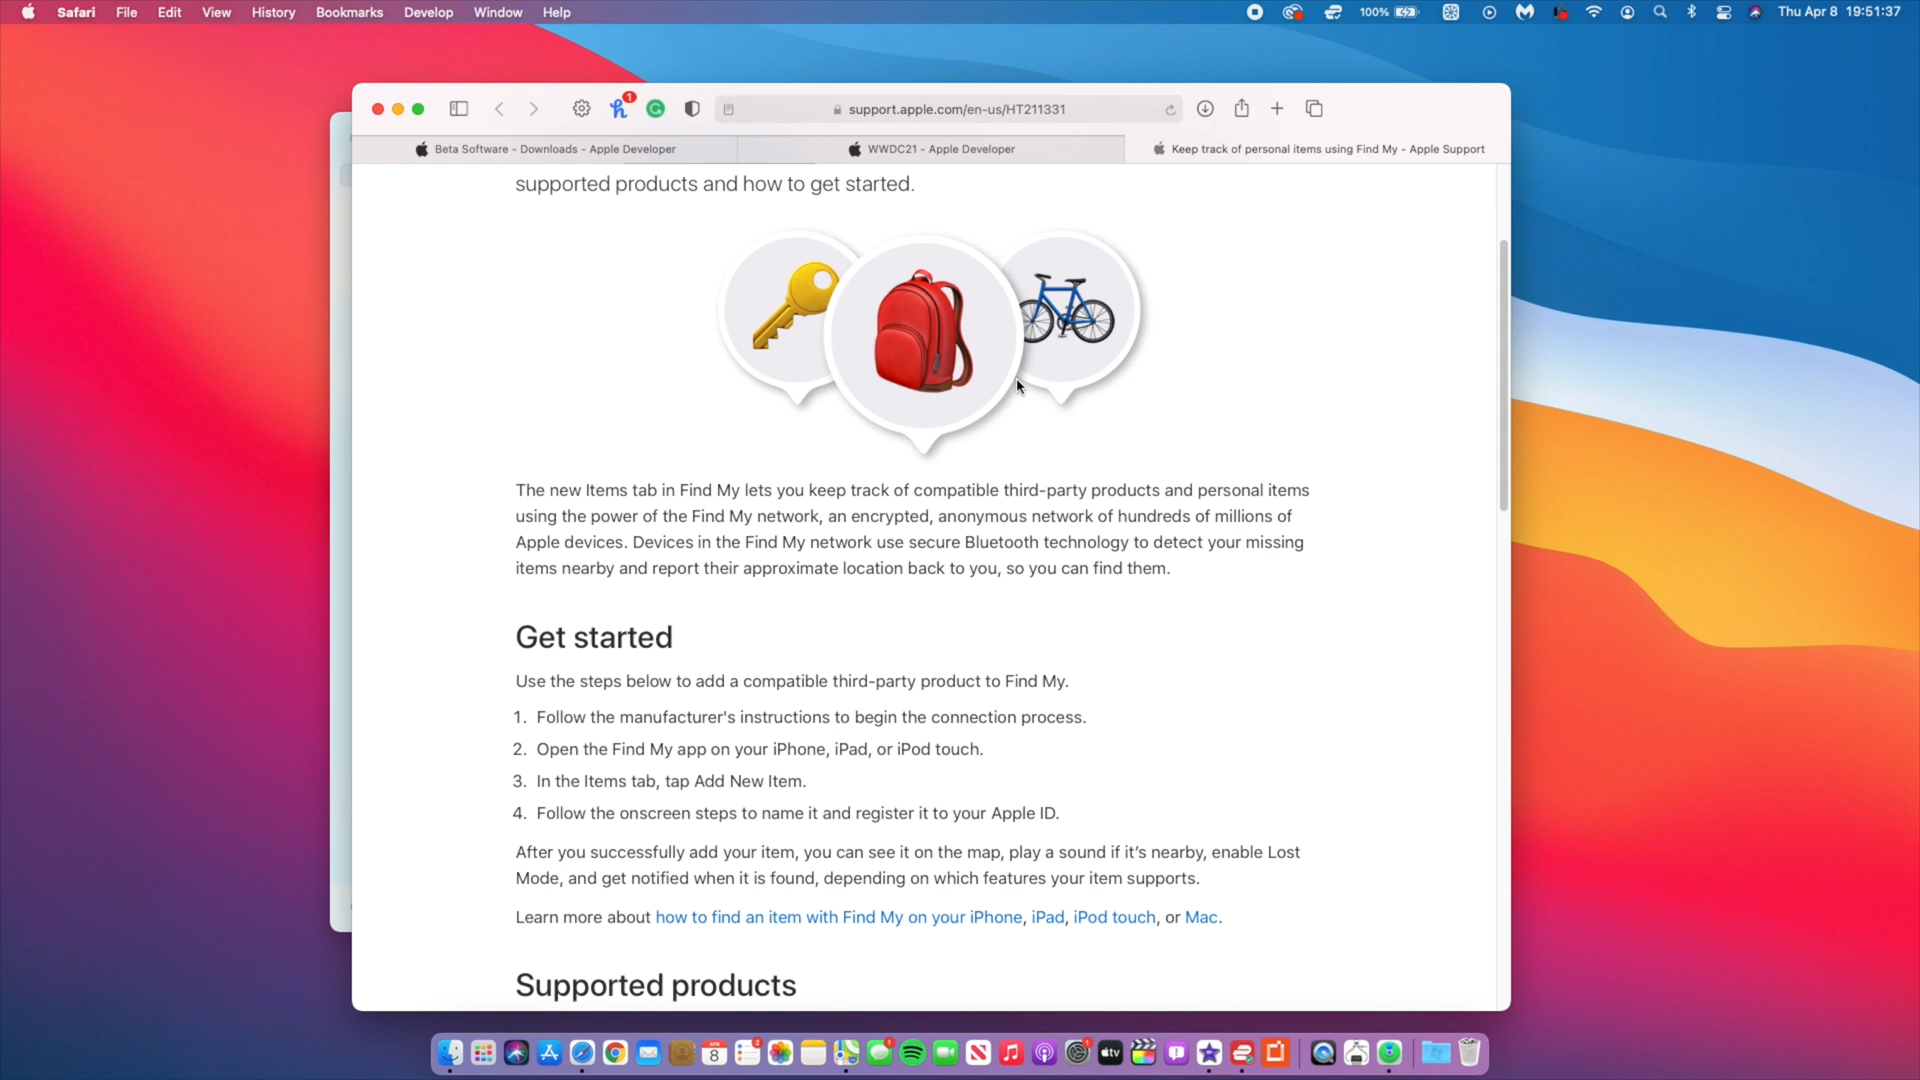 Safari File Edit View History Bookmarks Develop Window Help 100% Thu Apr 8 19:51:37
1
support.apple.com/en-us/HT211331
Beta Software - Downloads - Apple Developer
WWDC21 - Apple Developer
Keep track of personal items using Find My - Apple Support
supported products and how to get started.
The new Items tab in Find My lets you keep track of compatible third-party products and personal items
using the power of the Find My network, an encrypted, anonymous network of hundreds of millions of
Apple devices. Devices in the Find My network use secure Bluetooth technology to detect your missing
items nearby and report their approximate location back to you, so you can find them.
Get started
Use the steps below to add a compatible third-party product to Find My.
1. Follow the manufacturer's instructions to begin the connection process.
2. Open the Find My app on your iPhone, iPad, or iPod touch.
3. In the Items tab, tap Add New Item.
4. Follow the onscreen steps to name it and register it to your Apple ID.
After you successfully add your item, you can see it on the map, play a sound if it’s nearby, enable Lost
Mode, and get notified when it is found, depending on which features your item supports.
Learn more about how to find an item with Find My on your iPhone, iPad, iPod touch, or Mac.
Supported products
APR
8
2
1
1
tv